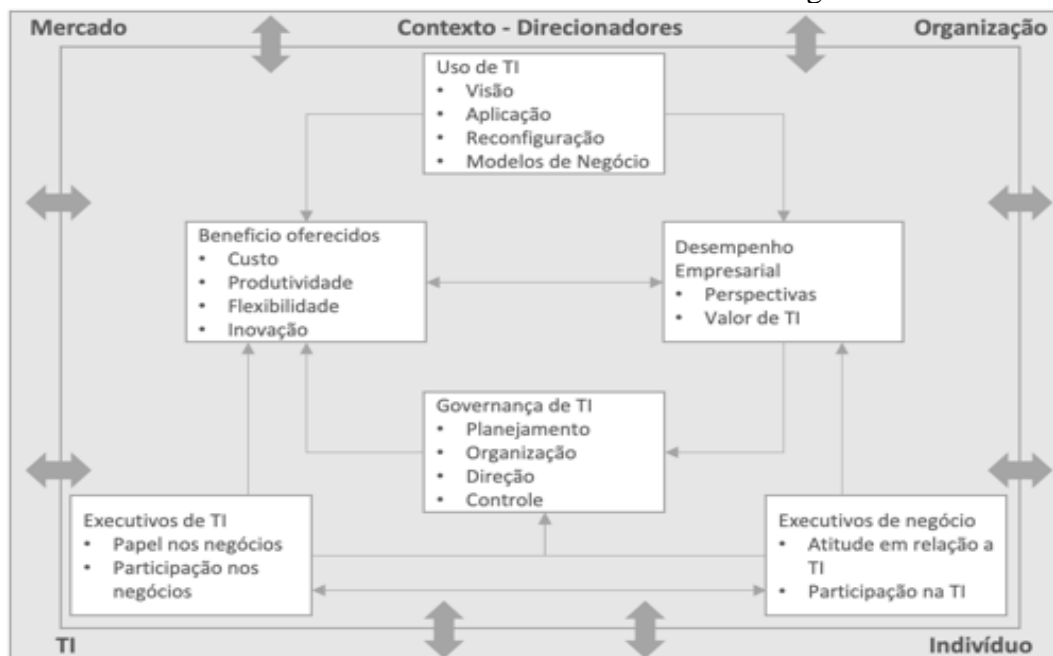 Mercado
Contexto - Direcionadores
Organização
Uso de TI
• Visão
• Aplicação
• Reconfiguração
• Modelos de Negócio
Beneficio oferecidos
• Custo
• Produtividade
• Flexibilidade
• Inovação
Desempenho
Empresarial
• Perspectivas
• Valor de TI
Governança de TI
• Planejamento
• Organização
• Direção
• Controle
Executivos de TI
• Papel nos negócios
• Participação nos
negócios
Executivos de negócio
• Atitude em relação a
TI
• Participação na TI
TI
Indivíduo